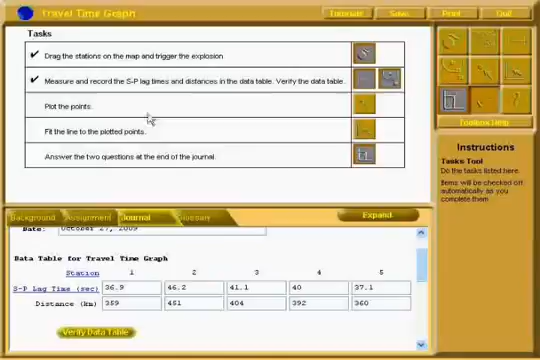 Travel Time Graph
Translate Save Print Quit
Tasks
✔ Drag the stations on the map and trigger the explosion
✔ Measure and record the S-P lag times and distances in the data table. Verify the data table.
Plot the points.
Fit the line to the plotted points.
Answer the two questions at the end of the journal.
Toolbox Help
Instructions
Tasks Tool
Do the tasks listed here.
Items will be checked off automatically as you complete them
Background Assignment Journal Glossary Expand
Date: October 27, 2009
Data Table for Travel Time Graph
Station 1 2 3 4 5
S-P Lag Time (sec) 36.9 46.2 41.1 40 37.1
Distance (km) 359 451 404 392 360
Verify Data Table